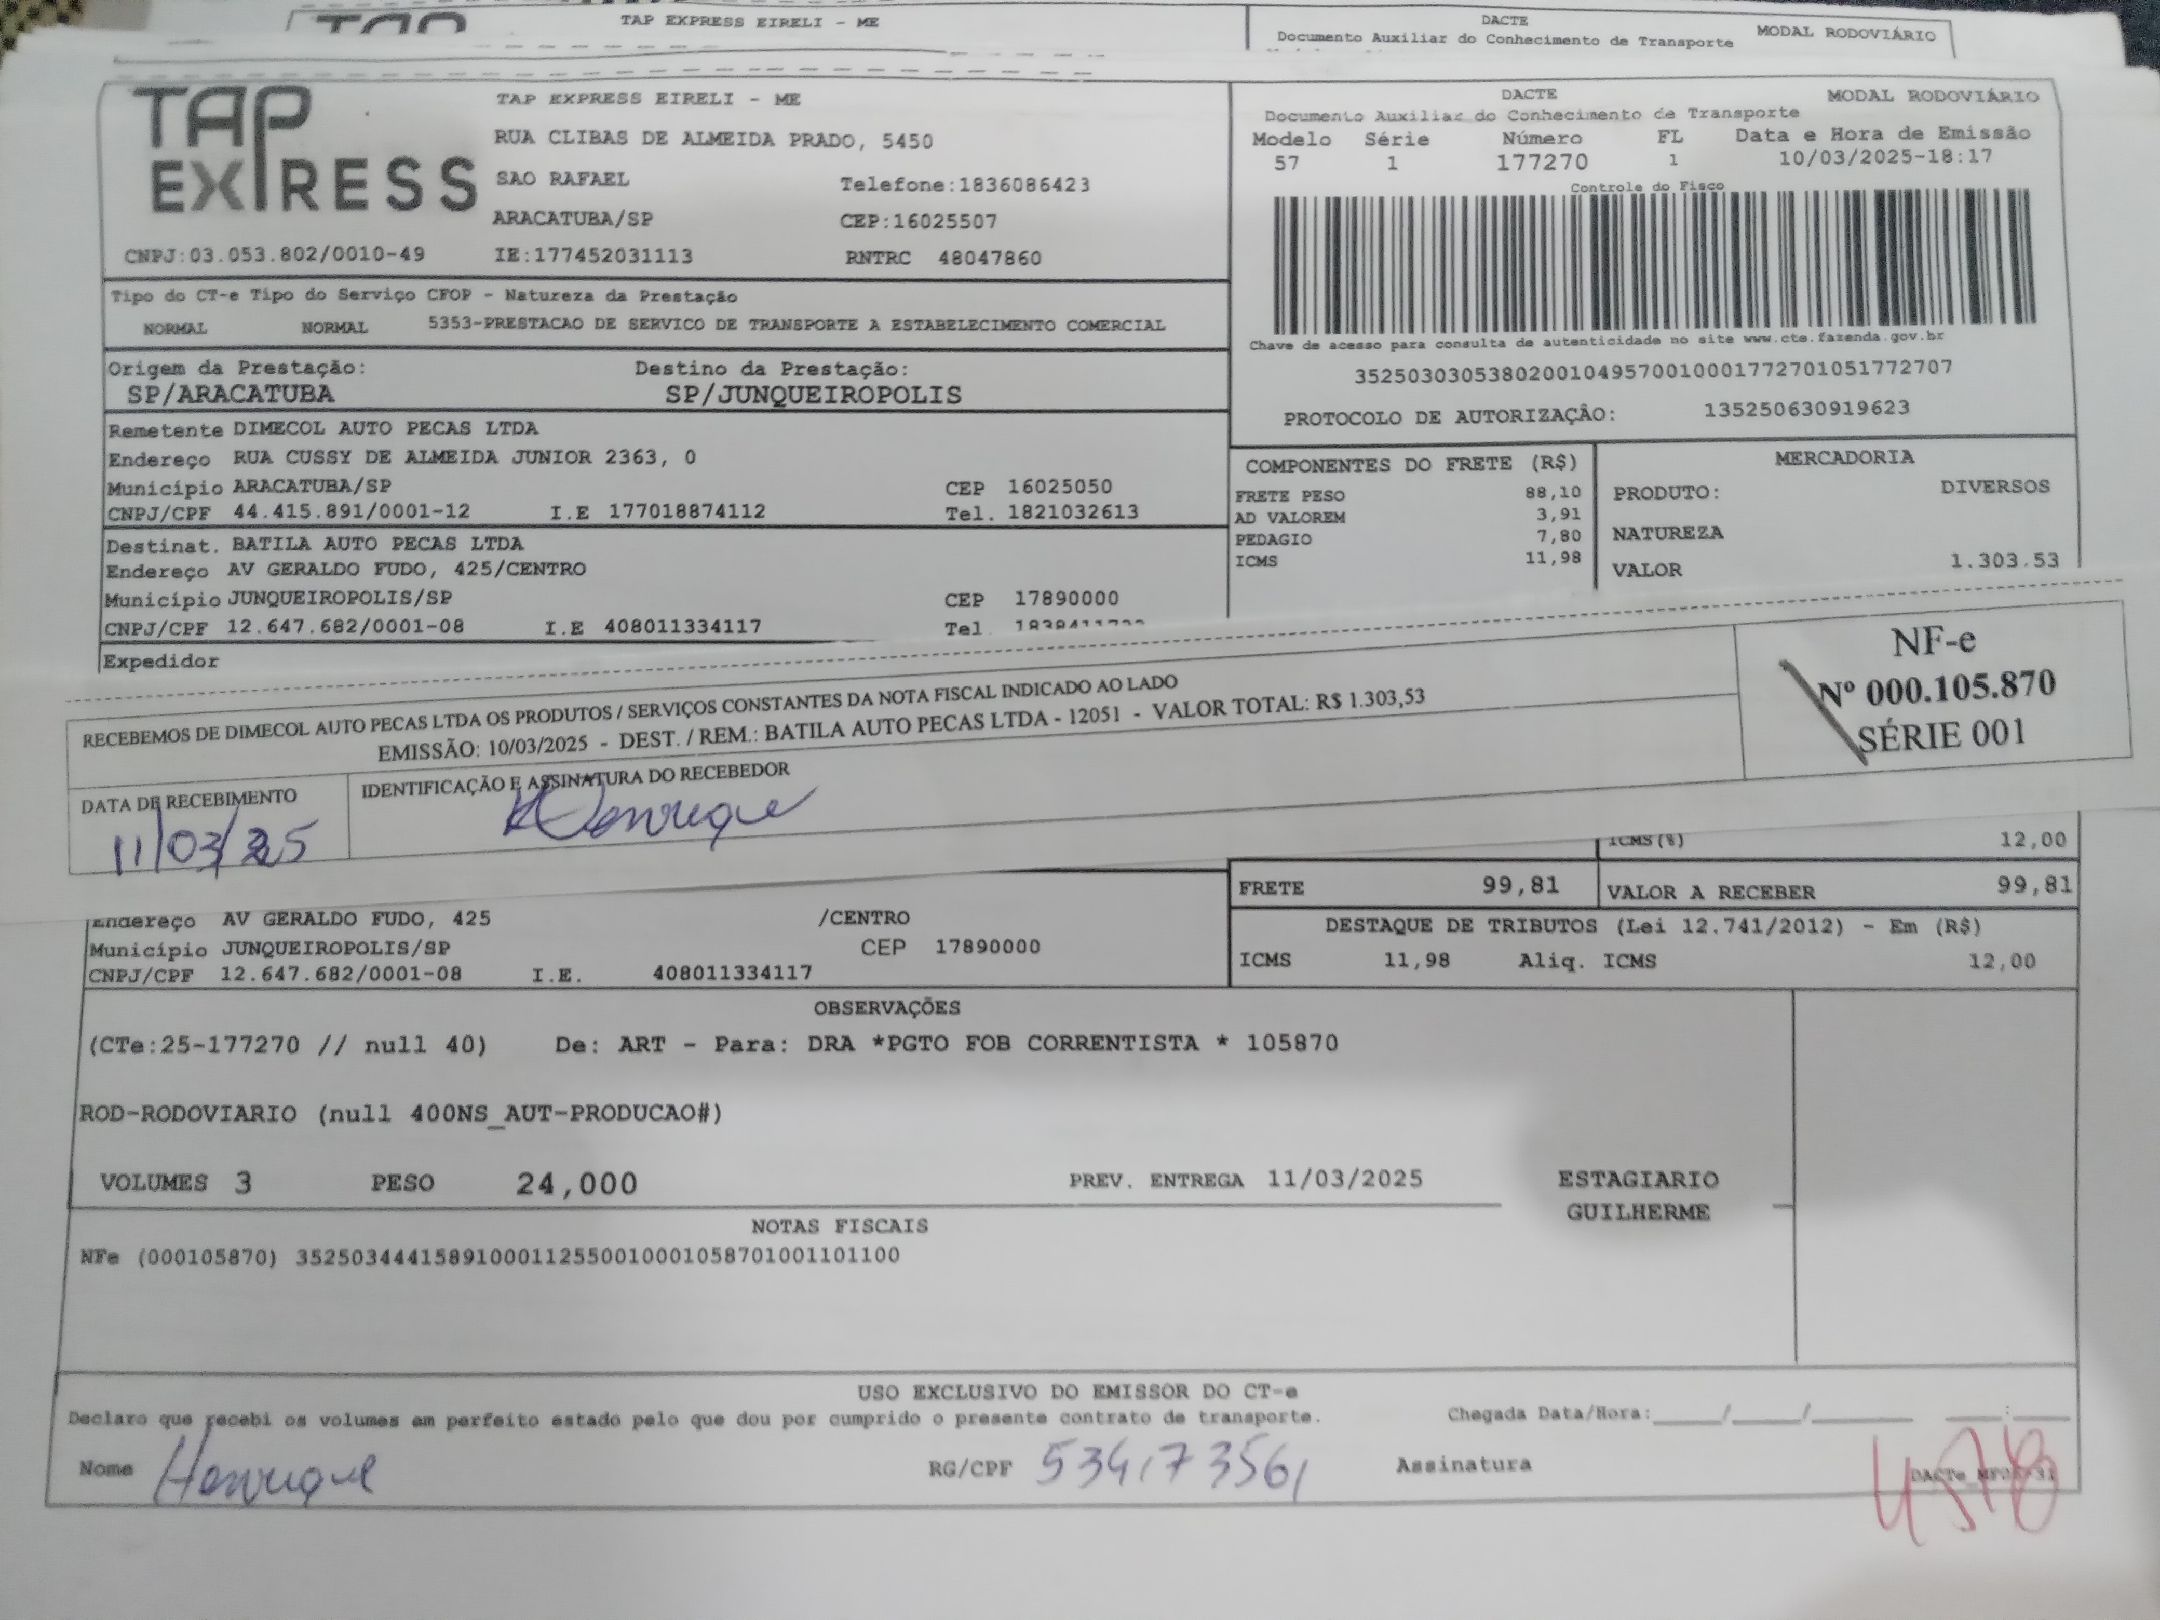 TAP EXPRESS EIRELI - ME
DACTE
Documento Auxiliar do Conhecimento de Transporte
MODAL RODOVIÁRIO
TAP EXPRESS
TAP EXPRESS EIRELI - ME
RUA CLIBAS DE ALMEIDA PRADO, 5450
SAO RAFAEL
Telefone:1836086423
ARACATUBA/SP
CEP:16025507
CNPJ:03.053.802/0010-49
IE:177452031113
RNTRC 48047860
DACTE
MODAL RODOVIÁRIO
Documento Auxiliar do Conhecimento de Transporte
Modelo Série Número FL Data e Hora de Emissão
57 1 177270 1 10/03/2025-18:17
Controle do Fisco
Chave de acesso para consulta de autenticidade no site www.cte.fazenda.gov.br
35250303053802001049570010001772701051772707
PROTOCOLO DE AUTORIZAÇÃO: 135250630919623
Tipo do CT-e Tipo do Serviço CFOP - Natureza da Prestação
NORMAL NORMAL 5353-PRESTACAO DE SERVICO DE TRANSPORTE A ESTABELECIMENTO COMERCIAL
Origem da Prestação: Destino da Prestação:
SP/ARACATUBA SP/JUNQUEIROPOLIS
Remetente DIMECOL AUTO PECAS LTDA
Endereço RUA CUSSY DE ALMEIDA JUNIOR 2363, 0
Município ARACATUBA/SP CEP 16025050
CNPJ/CPF 44.415.891/0001-12 I.E 177018874112 Tel. 1821032613
Destinat. BATILA AUTO PECAS LTDA
Endereço AV GERALDO FUDO, 425/CENTRO
Município JUNQUEIROPOLIS/SP CEP 17890000
CNPJ/CPF 12.647.682/0001-08 I.E 408011334117 Tel
Expedidor
COMPONENTES DO FRETE (R$)
FRETE PESO 88,10
AD VALOREM 3,91
PEDAGIO 7,80
ICMS 11,98
MERCADORIA
PRODUTO: DIVERSOS
NATUREZA
VALOR 1.303.53
RECEBEMOS DE DIMECOL AUTO PECAS LTDA OS PRODUTOS / SERVIÇOS CONSTANTES DA NOTA FISCAL INDICADO AO LADO
EMISSÃO: 10/03/2025 - DEST. / REM.: BATILA AUTO PECAS LTDA - 12051 - VALOR TOTAL: R$ 1.303,53
NF-e
Nº 000.105.870
SÉRIE 001
DATA DE RECEBIMENTO
11/03/25
IDENTIFICAÇÃO E ASSINATURA DO RECEBEDOR
Henrique
ICMS(%) 12,00
FRETE 99,81 VALOR A RECEBER 99,81
Endereço AV GERALDO FUDO, 425 /CENTRO
Município JUNQUEIROPOLIS/SP CEP 17890000
CNPJ/CPF 12.647.682/0001-08 I.E. 408011334117
DESTAQUE DE TRIBUTOS (Lei 12.741/2012) - Em (R$)
ICMS 11,98 Aliq. ICMS 12,00
OBSERVAÇÕES
(CTe:25-177270 // null 40) De: ART - Para: DRA *PGTO FOB CORRENTISTA * 105870
ROD-RODOVIARIO (null 400NS_AUT-PRODUCAO#)
VOLUMES 3 PESO 24,000 PREV. ENTREGA 11/03/2025
ESTAGIARIO
GUILHERME
NOTAS FISCAIS
NFe (000105870) 35250344415891000112550010001058701001101100
USO EXCLUSIVO DO EMISSOR DO CT-e
Declaro que recebi os volumes em perfeito estado pelo que dou por cumprido o presente contrato de transporte.
Chegada Data/Hora:____/____/______ ___:___
Nome Henrique RG/CPF Assinatura